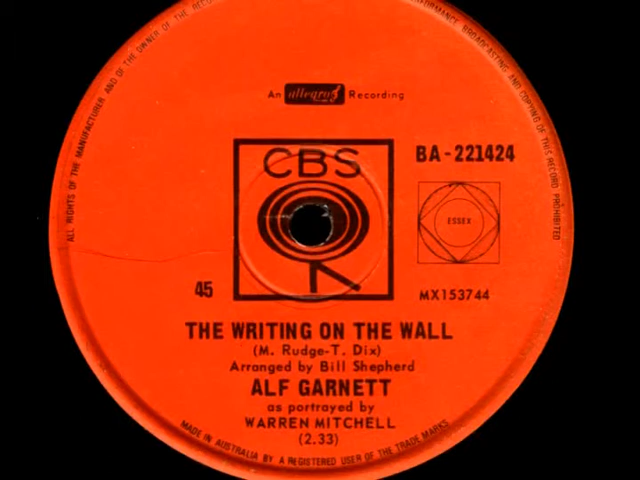 ALL RIGHTS OF THE MANUFACTURER AND OF THE OWNER OF THE
PERFORMANCE, BROADCASTING AND COPYING OF THIS RECORD PROHIBITED
An allegro Recording
CBS
BA-221424
ESSEX
45
MX153744
THE WRITING ON THE WALL
(M. Rudge-T. Dix)
Arranged by Bill Shepherd
ALF GARNETT
as portrayed by
WARREN MITCHELL
(2.33)
MADE IN AUSTRALIA BY A REGISTERED USER OF THE TRADE MARKS